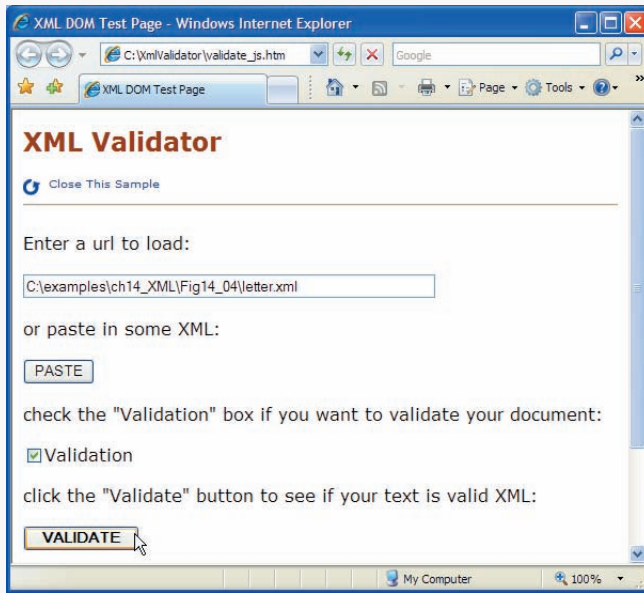 XML DOM Test Page - Windows Internet Explorer
C:\XmlValidator\validate_js.htm
Google
XML DOM Test Page
Page
Tools
»
XML Validator
Close This Sample
Enter a url to load:
C:\examples\ch14_XML\Fig14_04\letter.xml
or paste in some XML:
PASTE
check the "Validation" box if you want to validate your document:
Validation
click the "Validate" button to see if your text is valid XML:
VALIDATE
My Computer
100%